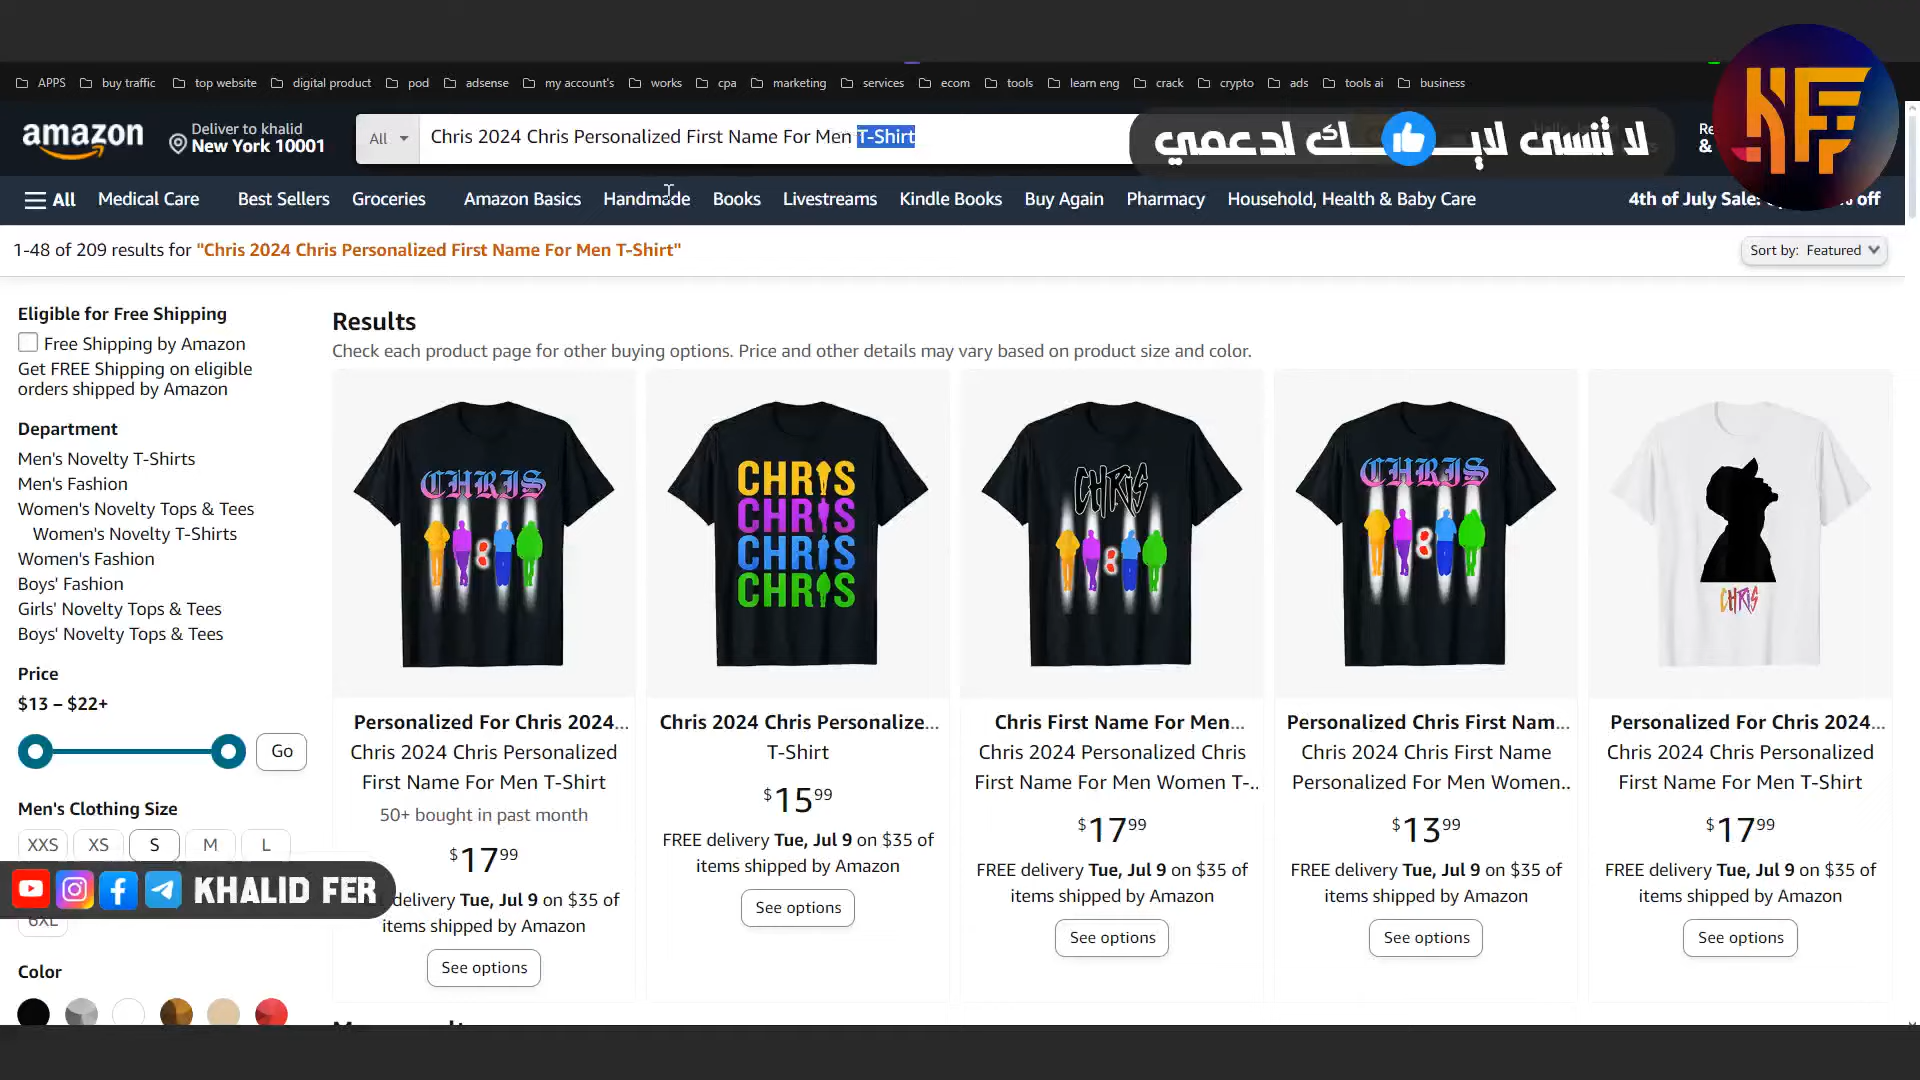 APPS buy traffic top website digital product pod adsense my account's works cpa marketing services ecom tools learn eng crack crypto ads tools ai business
amazon
Deliver to khalid
New York 10001
All
Chris 2024 Chris Personalized First Name For Men T-Shirt
لا تنسى لايــــك لدعمي
KF
All Medical Care Best Sellers Groceries Amazon Basics Handmade Books Livestreams Kindle Books Buy Again Pharmacy Household, Health & Baby Care
4th of July Sale:
1-48 of 209 results for "Chris 2024 Chris Personalized First Name For Men T-Shirt"
Sort by: Featured
Eligible for Free Shipping
Free Shipping by Amazon
Get FREE Shipping on eligible
orders shipped by Amazon
Department
Men's Novelty T-Shirts
Men's Fashion
Women's Novelty Tops & Tees
Women's Novelty T-Shirts
Women's Fashion
Boys' Fashion
Girls' Novelty Tops & Tees
Boys' Novelty Tops & Tees
Price
$13 – $22+
Go
Men's Clothing Size
XXS XS S M L
6XL
KHALID FER
Color
Results
Check each product page for other buying options. Price and other details may vary based on product size and color.
CHRIS
Personalized For Chris 2024...
Chris 2024 Chris Personalized
First Name For Men T-Shirt
50+ bought in past month
$17 99
delivery Tue, Jul 9 on $35 of
items shipped by Amazon
See options
CHRIS
CHRIS
CHRIS
CHRIS
Chris 2024 Chris Personalize...
T-Shirt
$15 99
FREE delivery Tue, Jul 9 on $35 of
items shipped by Amazon
See options
CHRIS
Chris First Name For Men...
Chris 2024 Personalized Chris
First Name For Men Women T-..
$17 99
FREE delivery Tue, Jul 9 on $35 of
items shipped by Amazon
See options
CHRIS
Personalized Chris First Nam...
Chris 2024 Chris First Name
Personalized For Men Women..
$13 99
FREE delivery Tue, Jul 9 on $35 of
items shipped by Amazon
See options
CHRIS
Personalized For Chris 2024...
Chris 2024 Chris Personalized
First Name For Men T-Shirt
$17 99
FREE delivery Tue, Jul 9 on $35 of
items shipped by Amazon
See options